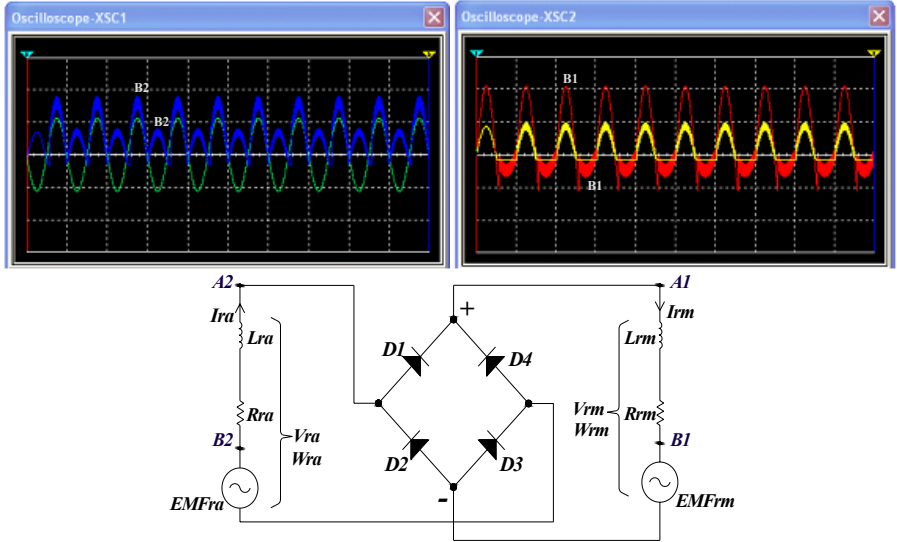 Oscilloscope-XSC1
Oscilloscope-XSC2
B2
B2
B1
B1
A2
A1
Ira
+
Irm
Lra
Lrm
D1
D4
Rra
Vra
Wra
Vrm
Wrm
Rrm
B2
B1
D2
D3
EMFra
-
EMFrm